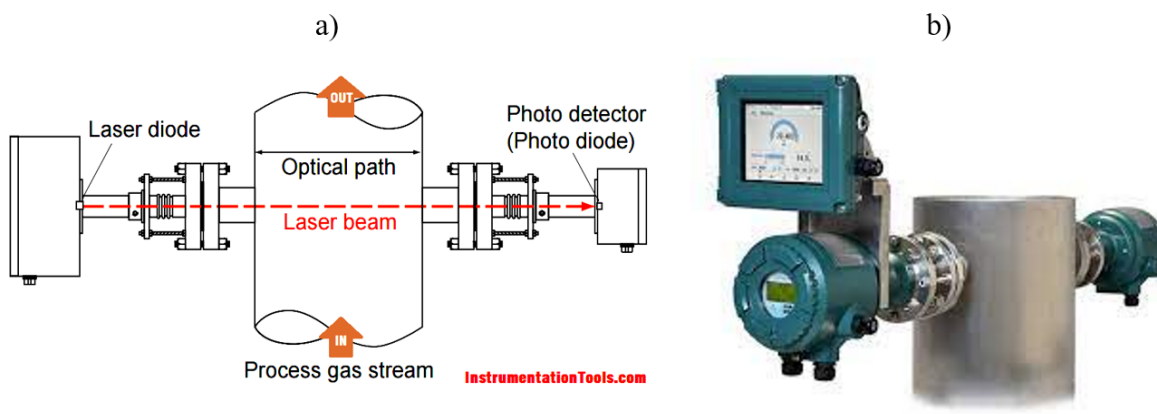 a)
b)
OUT
Laser diode
Photo detector
(Photo diode)
Optical path
Laser beam
IN
Process gas stream
InstrumentationTools.com